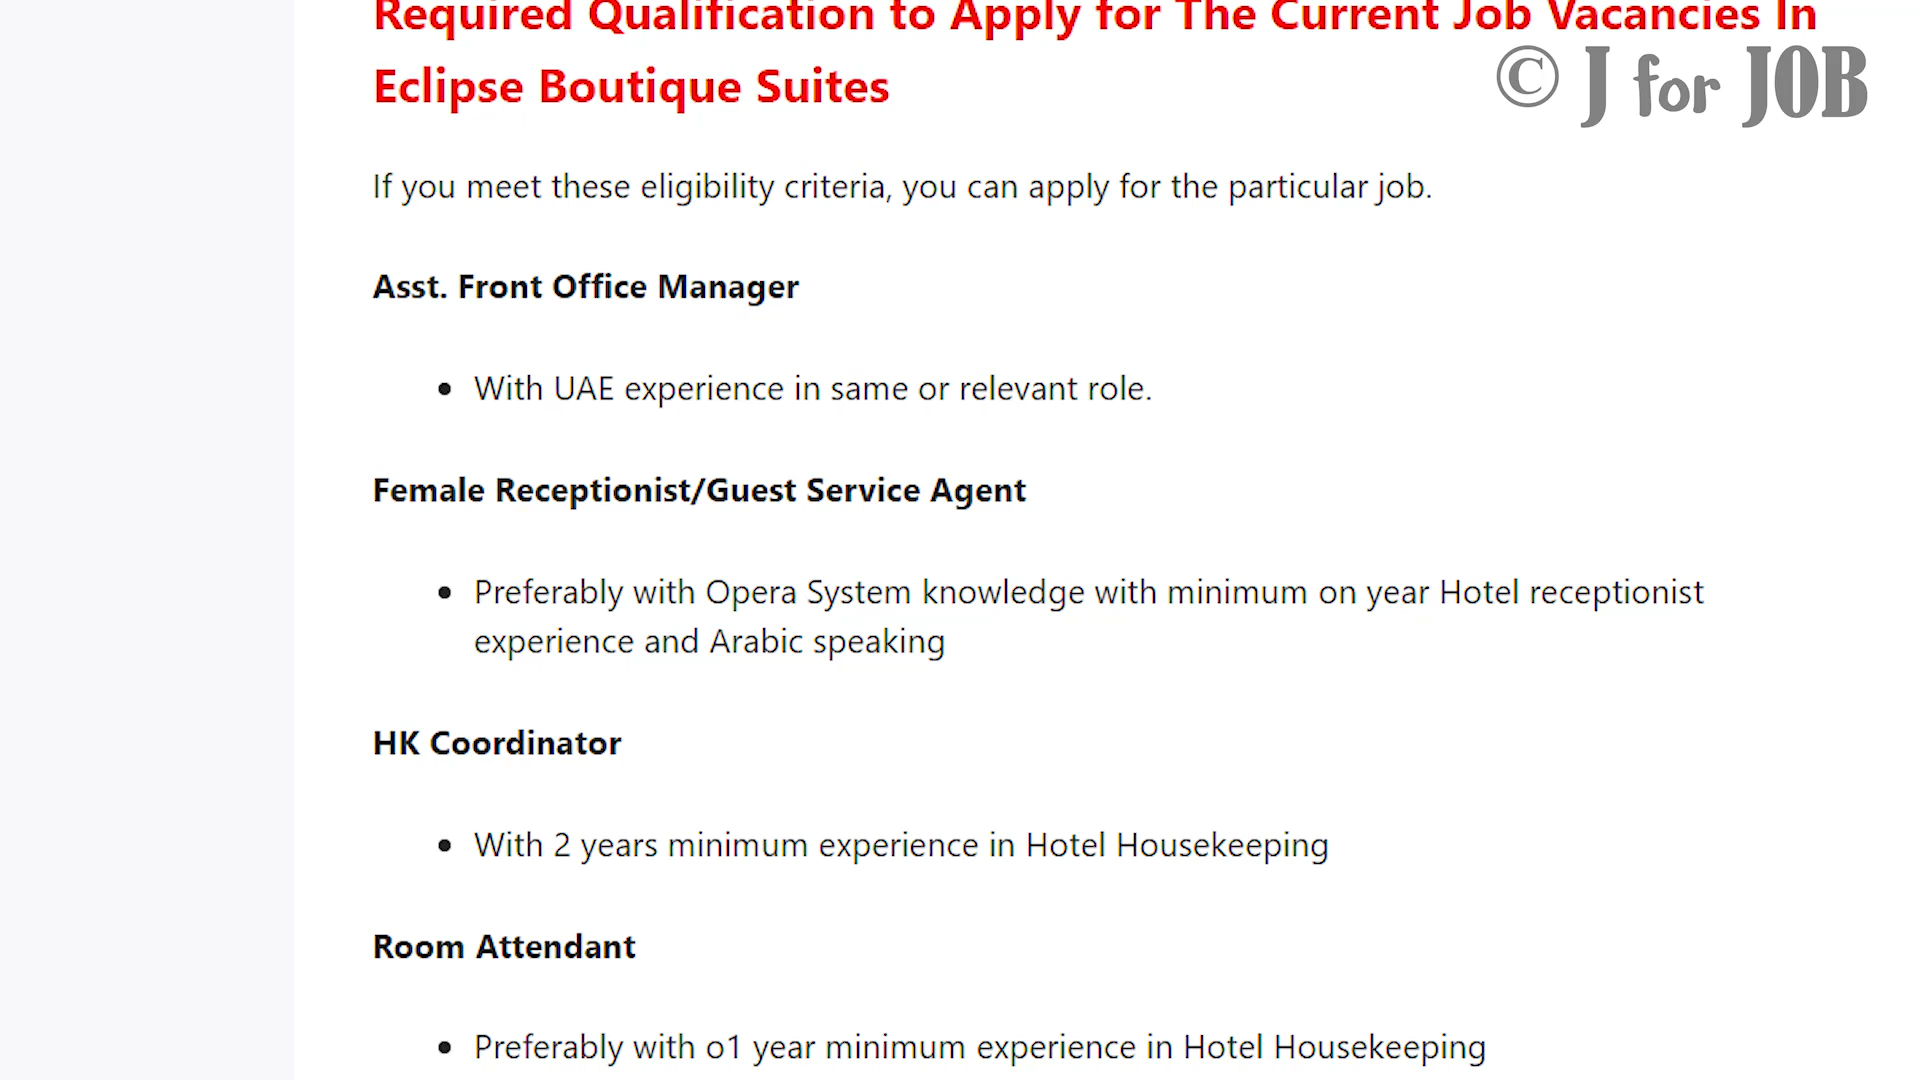 Required Qualification to Apply for The Current Job Vacancies In
Eclipse Boutique Suites
© J for JOB
If you meet these eligibility criteria, you can apply for the particular job.
Asst. Front Office Manager
• With UAE experience in same or relevant role.
Female Receptionist/Guest Service Agent
• Preferably with Opera System knowledge with minimum on year Hotel receptionist
experience and Arabic speaking
HK Coordinator
• With 2 years minimum experience in Hotel Housekeeping
Room Attendant
• Preferably with o1 year minimum experience in Hotel Housekeeping